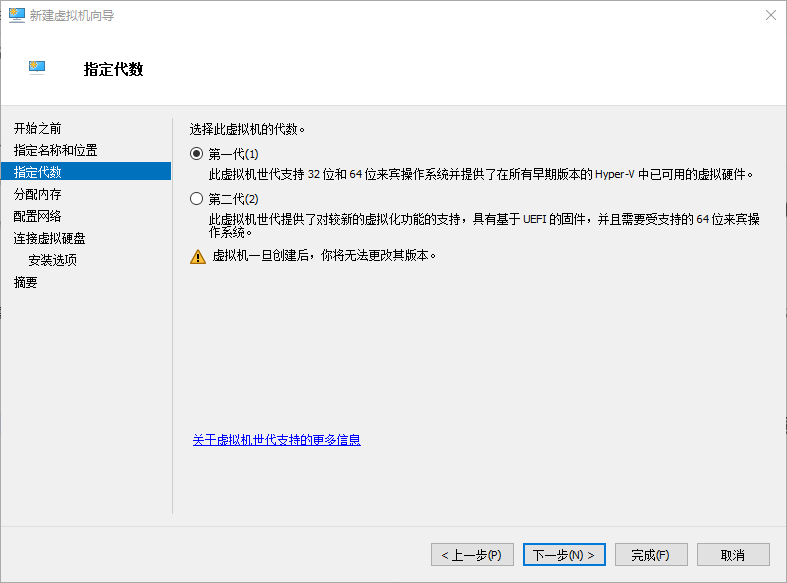 新建虚拟机向导
指定代数
开始之前
指定名称和位置
指定代数
分配内存
配置网络
连接虚拟硬盘
安装选项
摘要
选择此虚拟机的代数。
第一代(1)
此虚拟机世代支持 32 位和 64 位来宾操作系统并提供了在所有早期版本的 Hyper-V 中已可用的虚拟硬件。
第二代(2)
此虚拟机世代提供了对较新的虚拟化功能的支持，具有基于 UEFI 的固件，并且需要受支持的 64 位来宾操
作系统。
虚拟机一旦创建后，你将无法更改其版本。
关于虚拟机世代支持的更多信息
< 上一步(P)
下一步(N) >
完成(F)
取消